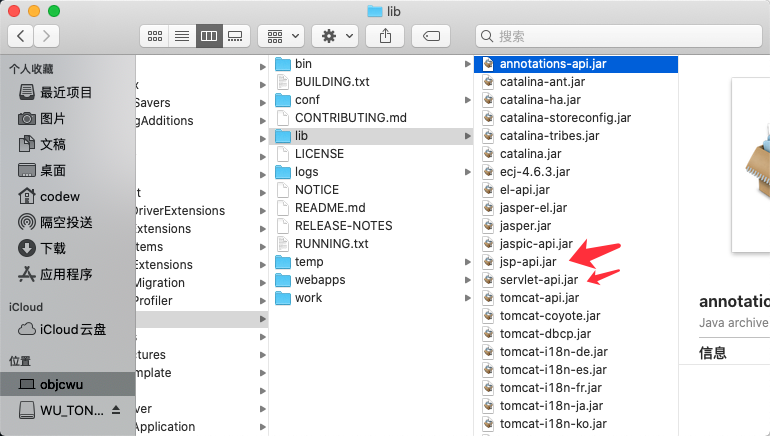 lib
搜索
个人收藏
最近项目
图片
文稿
桌面
codew
隔空投送
下载
应用程序
iCloud
iCloud云盘
位置
objcwu
WU_TON...
Savers
gAdditions
t
DriverExtensions
Extensions
tems
Migration
Profiler
s
tures
mplate
ver
Application
bin
BUILDING.txt
conf
CONTRIBUTING.md
lib
LICENSE
logs
NOTICE
README.md
RELEASE-NOTES
RUNNING.txt
temp
webapps
work
annotations-api.jar
catalina-ant.jar
catalina-ha.jar
catalina-storeconfig.jar
catalina-tribes.jar
catalina.jar
ecj-4.6.3.jar
el-api.jar
jasper-el.jar
jasper.jar
jaspic-api.jar
jsp-api.jar
servlet-api.jar
tomcat-api.jar
tomcat-coyote.jar
tomcat-dbcp.jar
tomcat-i18n-de.jar
tomcat-i18n-es.jar
tomcat-i18n-fr.jar
tomcat-i18n-ja.jar
tomcat-i18n-ko.jar
annotatio
Java archive
信息